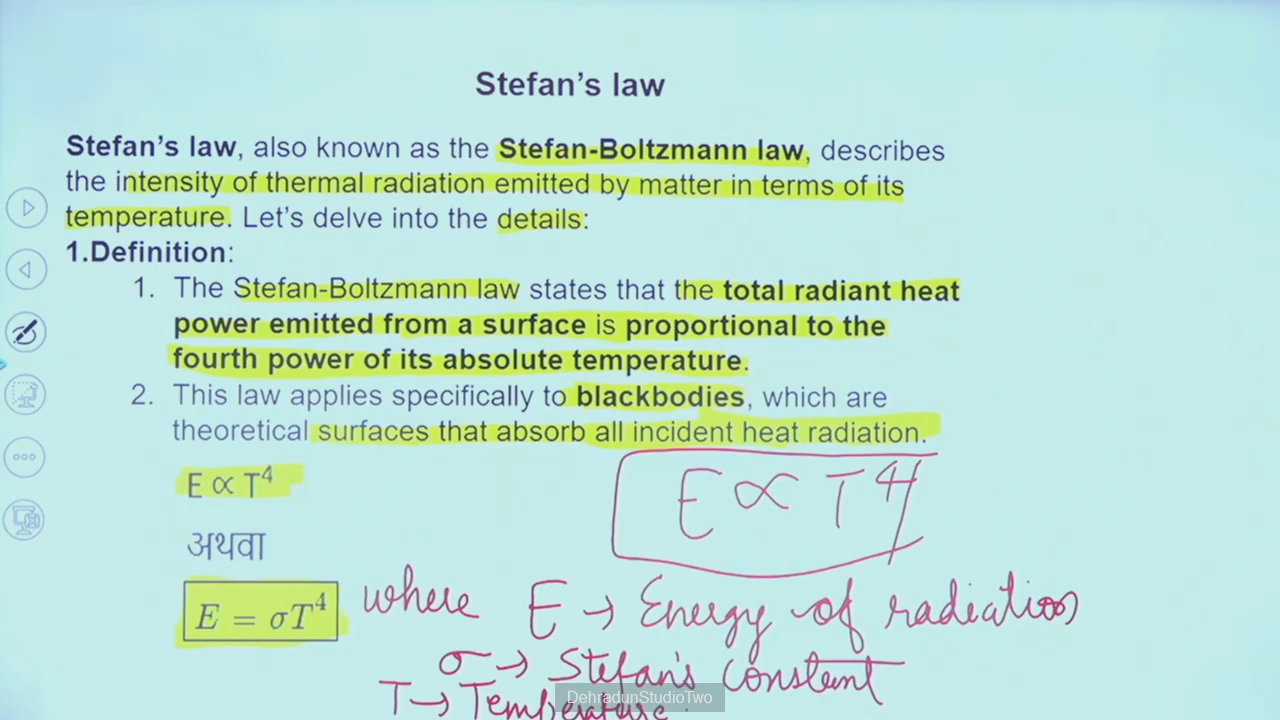 Stefan’s law
Stefan’s law, also known as the Stefan-Boltzmann law, describes
the intensity of thermal radiation emitted by matter in terms of its
temperature. Let’s delve into the details:
1.Definition:
1. The Stefan-Boltzmann law states that the total radiant heat
power emitted from a surface is proportional to the
fourth power of its absolute temperature.
2. This law applies specifically to blackbodies, which are
theoretical surfaces that absorb all incident heat radiation.
E ∝ T⁴
E ∝ T⁴
अथवा
E = σT⁴ where E → Energy of radiation
σ → Stefan's Constant
T → Temperature.
DehradunStudioTwo